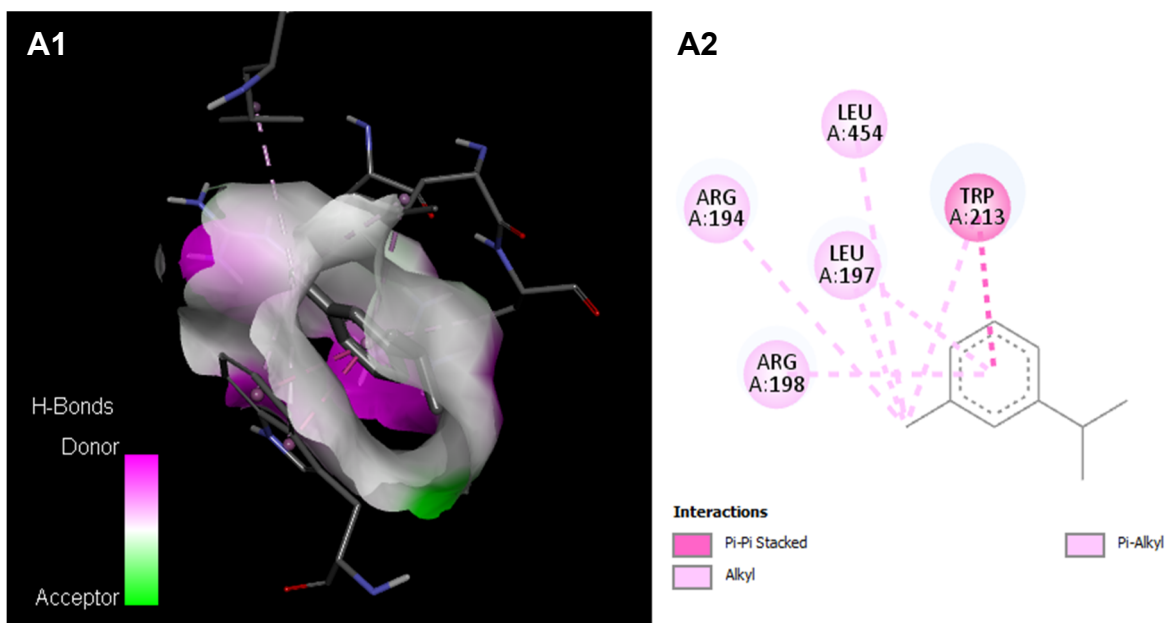 A1
H-Bonds
Donor
Acceptor
A2
LEU
A:454
ARG
A:194
TRP
A:213
LEU
A:197
ARG
A:198
Interactions
Pi-Pi Stacked
Alkyl
Pi-Alkyl